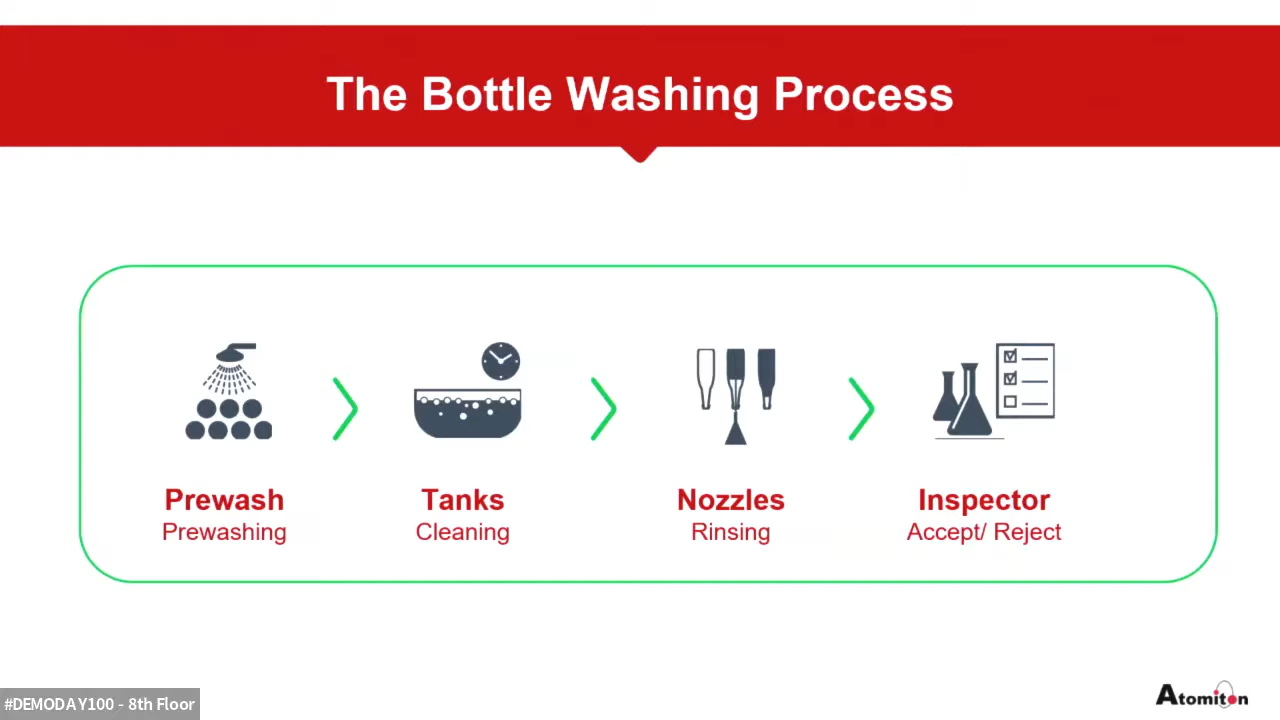 The Bottle Washing Process
Prewash
Prewashing
Tanks
Cleaning
Nozzles
Rinsing
Inspector
Accept/ Reject
#DEMODAY100 - 8th Floor
Atomiton